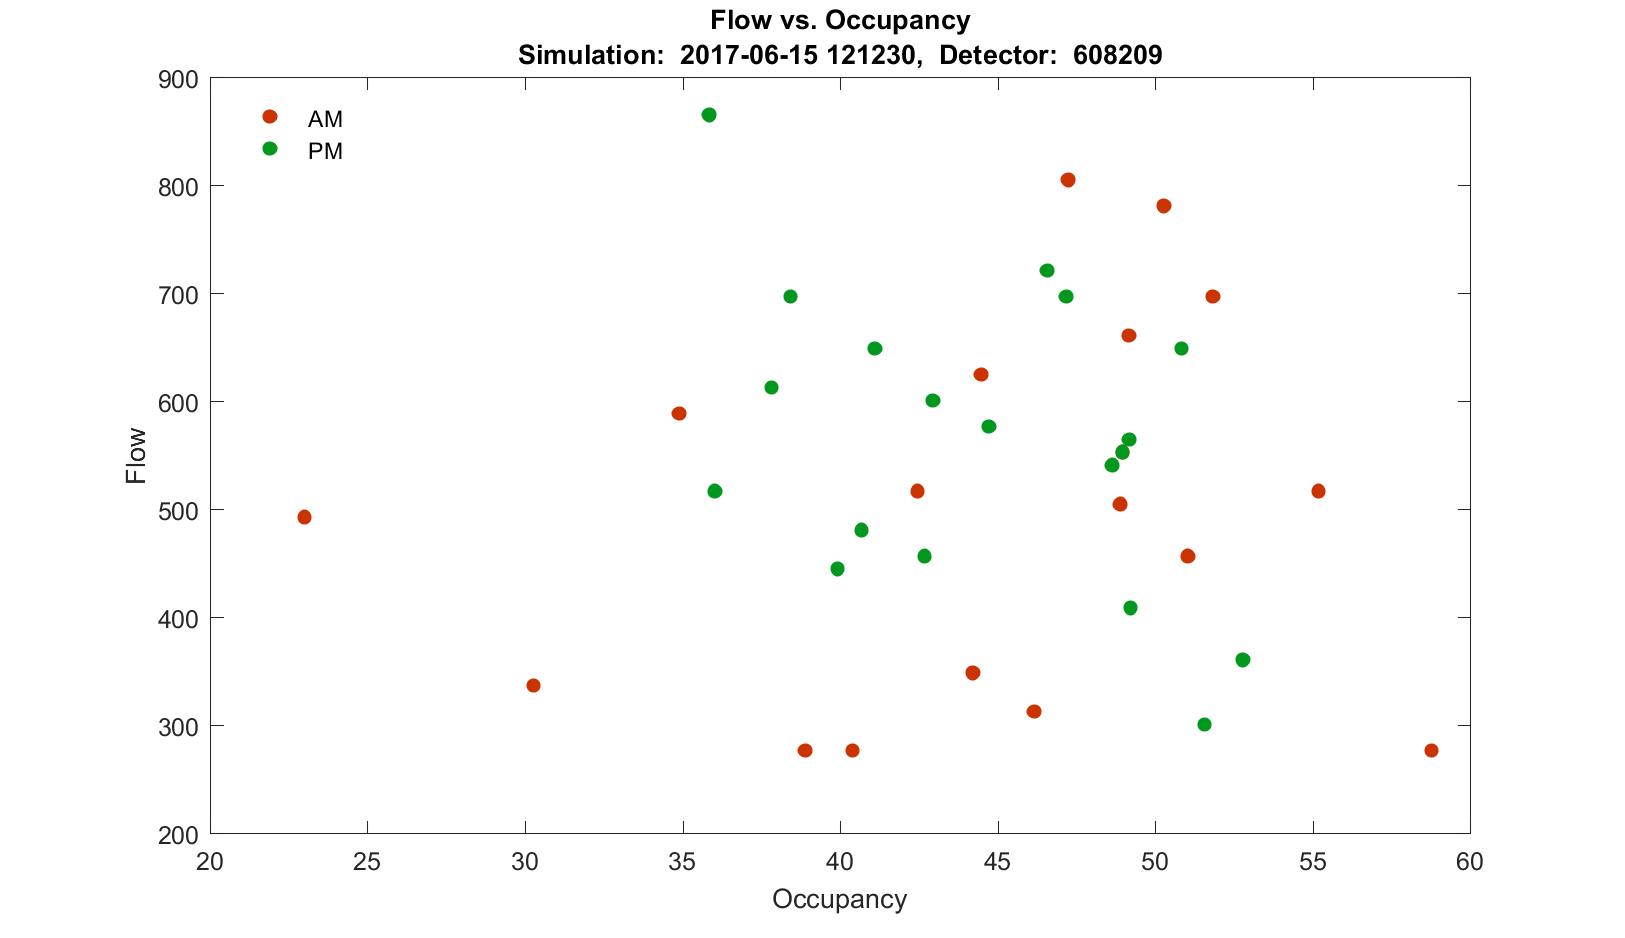 Flow vs. Occupancy
Simulation:  2017-06-15 121230,  Detector:  608209
900
800
700
600
500
400
300
200
AM
PM
Flow
20 25 30 35 40 45 50 55 60
Occupancy